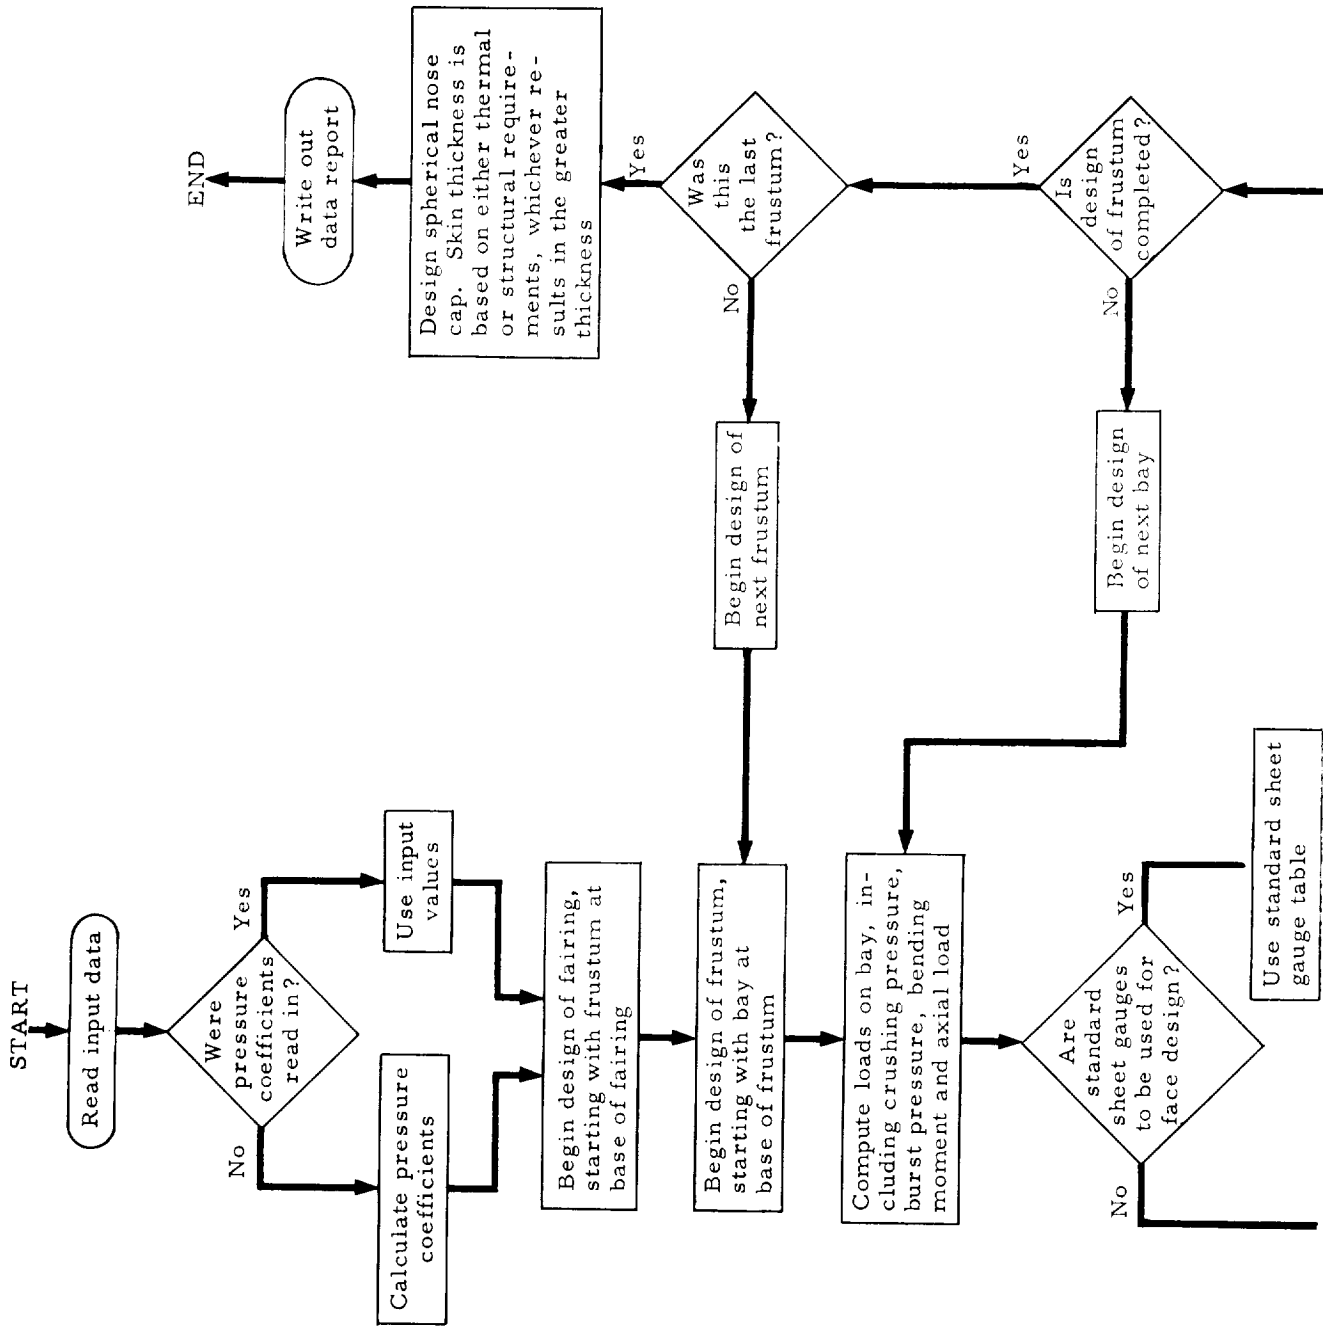 START
Read input data
Were
pressure
coefficients
read in?
No
Yes
Calculate pressure
coefficients
Use input
values
Begin design of fairing,
starting with frustum at
base of fairing
Begin design of frustum,
starting with bay at
base of frustum
Compute loads on bay, in-
cluding crushing pressure,
burst pressure, bending
moment and axial load
Are
standard
sheet gauges
to be used for
face design?
No
Yes
Use standard sheet
gauge table
END
Write out
data report
Design spherical nose
cap. Skin thickness is
based on either thermal
or structural require-
ments, whichever re-
sults in the greater
thickness
Yes
Was
this
the last
frustum?
No
Begin design of
next frustum
Yes
Is
design
of frustum
completed?
No
Begin design
of next bay